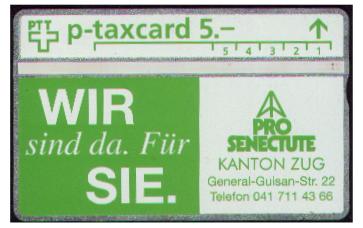 PTT
p-taxcard 5.–
5 4 3 2 1
WIR
sind da. Für
SIE.
PRO
SENECTUTE
KANTON ZUG
General-Guisan-Str. 22
Telefon 041 711 43 66